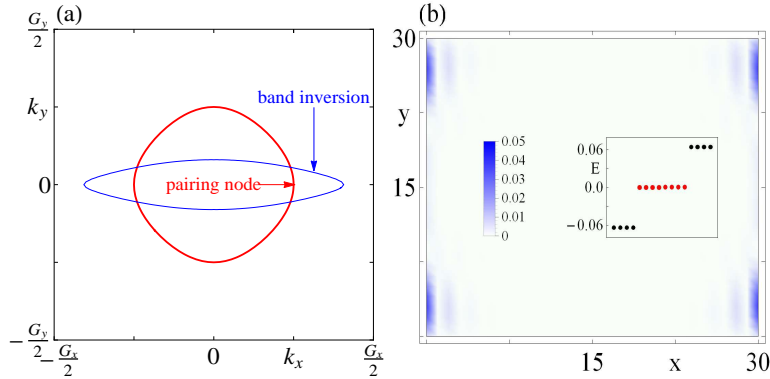 (a)
G_y/2
k_y
0
-G_y/2
band inversion
pairing node
-G_x/2
0
k_x
G_x/2
(b)
30
y
15
0.05
0.04
0.03
0.02
0.01
0
0.06
E
0.0
-0.06
15
x
30